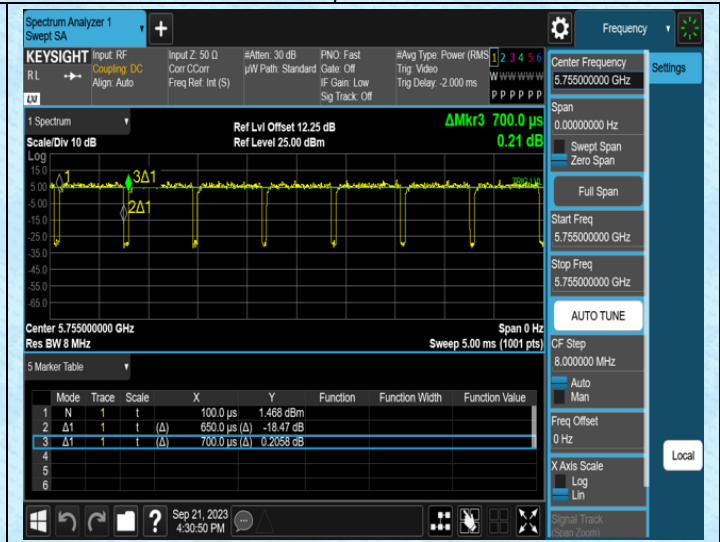 Spectrum Analyzer 1
Swept SA
Frequency
KEYSIGHT
Input: RF
Coupling: DC
Align: Auto
Input Z: 50 Ω
Corr CCorr
Freq Ref: Int (S)
#Atten: 30 dB
µW Path: Standard
PNO: Fast
Gate: Off
IF Gain: Low
Sig Track: Off
#Avg Type: Power (RMS
Trig: Video
Trig Delay: -2.000 ms
1 2 3 4 5 6
W W W W W W
P P P P P P
RL
LXI
Center Frequency
5.755000000 GHz
Settings
Span
0.00000000 Hz
Swept Span
Zero Span
Full Span
Start Freq
5.755000000 GHz
Stop Freq
5.755000000 GHz
AUTO TUNE
CF Step
8.000000 MHz
Auto
Man
Freq Offset
0 Hz
X Axis Scale
Log
Lin
Signal Track
(Span Zoom)
Local
1 Spectrum
Scale/Div 10 dB
Ref Lvl Offset 12.25 dB
Ref Level 25.00 dBm
ΔMkr3 700.0 µs
0.21 dB
Log
15.0
5.00
-5.00
-15.0
-25.0
-35.0
-45.0
-55.0
-65.0
1
3Δ1
2Δ1
TRIG LVL
Center 5.755000000 GHz
Res BW 8 MHz
Span 0 Hz
Sweep 5.00 ms (1001 pts)
5 Marker Table
Mode Trace Scale X Y Function Function Width Function Value
1 N 1 t 100.0 µs 1.468 dBm
2 Δ1 1 t (Δ) 650.0 µs (Δ) -18.47 dB
3 Δ1 1 t (Δ) 700.0 µs (Δ) 0.2058 dB
4
5
6
?
Sep 21, 2023
4:30:50 PM